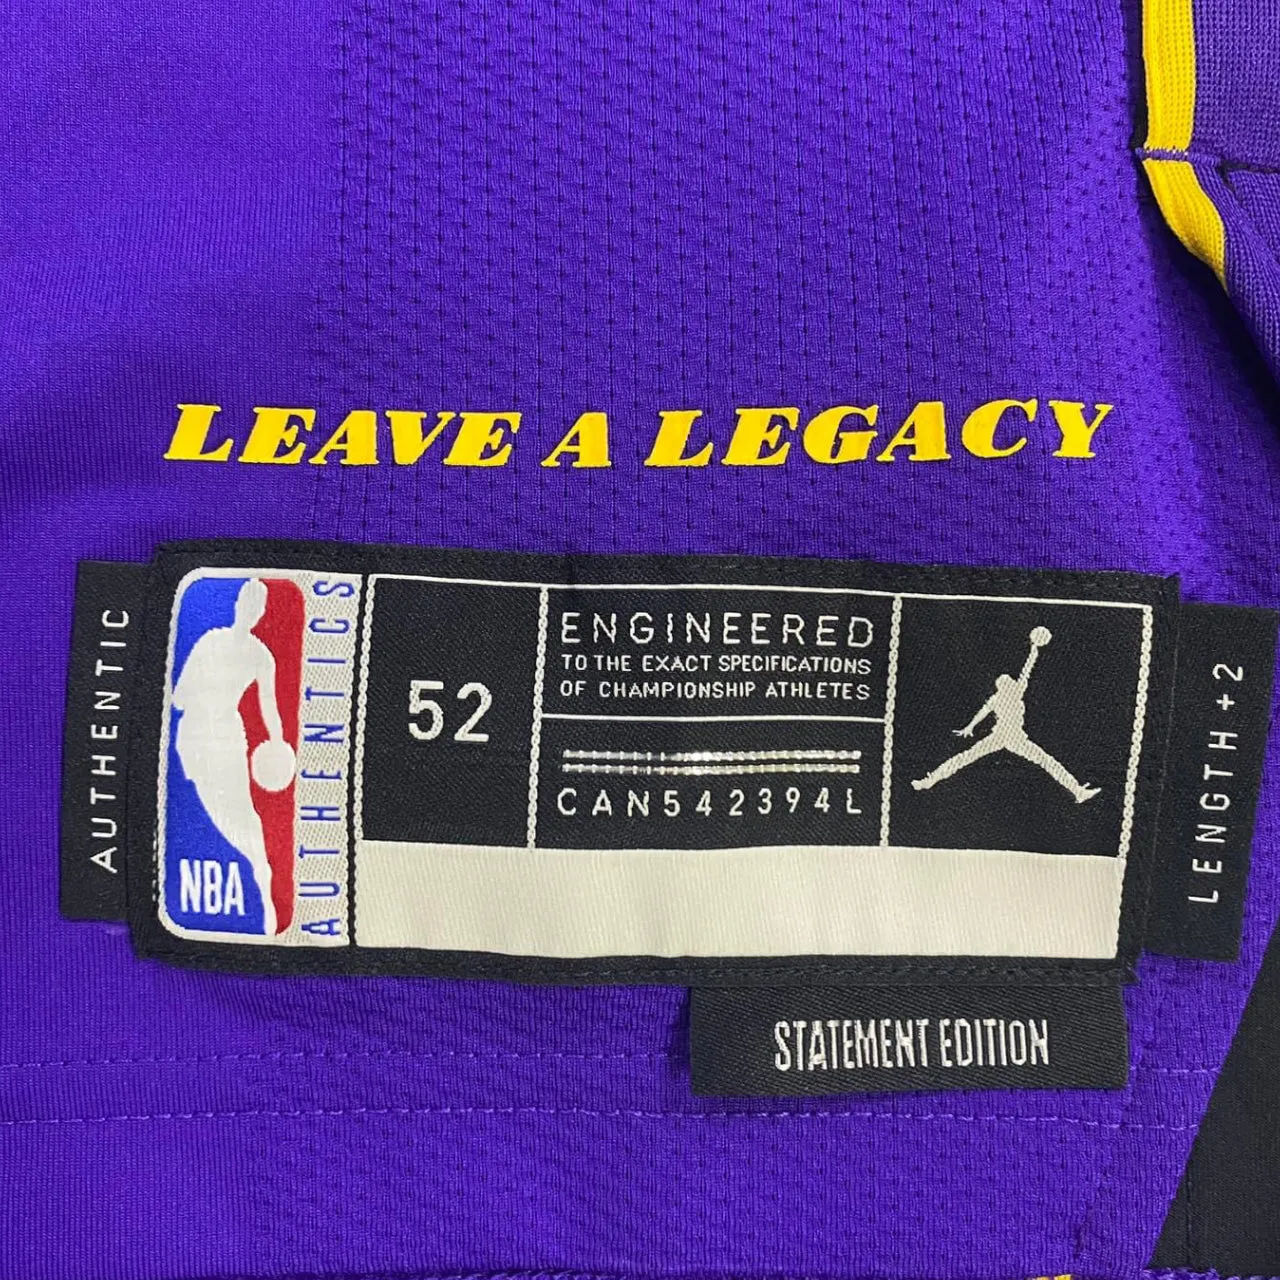 LEAVE A LEGACY
AUTHENTIC
NBA
AUTHENTICS
52
ENGINEERED
TO THE EXACT SPECIFICATIONS
OF CHAMPIONSHIP ATHLETES
CAN542394L
LENGTH +2
STATEMENT EDITION